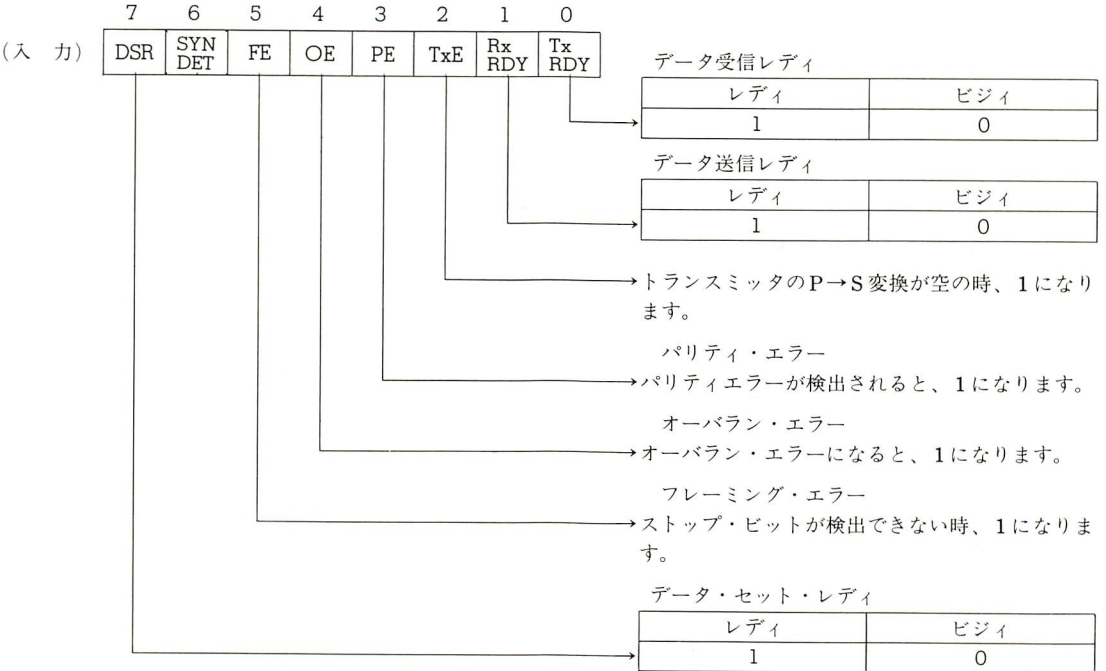 7 6 5 4 3 2 1 0
(入 力) DSR SYN DET FE OE PE TxE Rx RDY Tx RDY
データ受信レディ
レディ ビジィ
1 0
データ送信レディ
レディ ビジィ
1 0
トランスミッタのP→S変換が空の時、1になり
ます。
パリティ・エラー
パリティエラーが検出されると、1になります。
オーバラン・エラー
オーバラン・エラーになると、1になります。
フレーミング・エラー
ストップ・ビットが検出できない時、1になりま
す。
データ・セット・レディ
レディ ビジィ
1 0